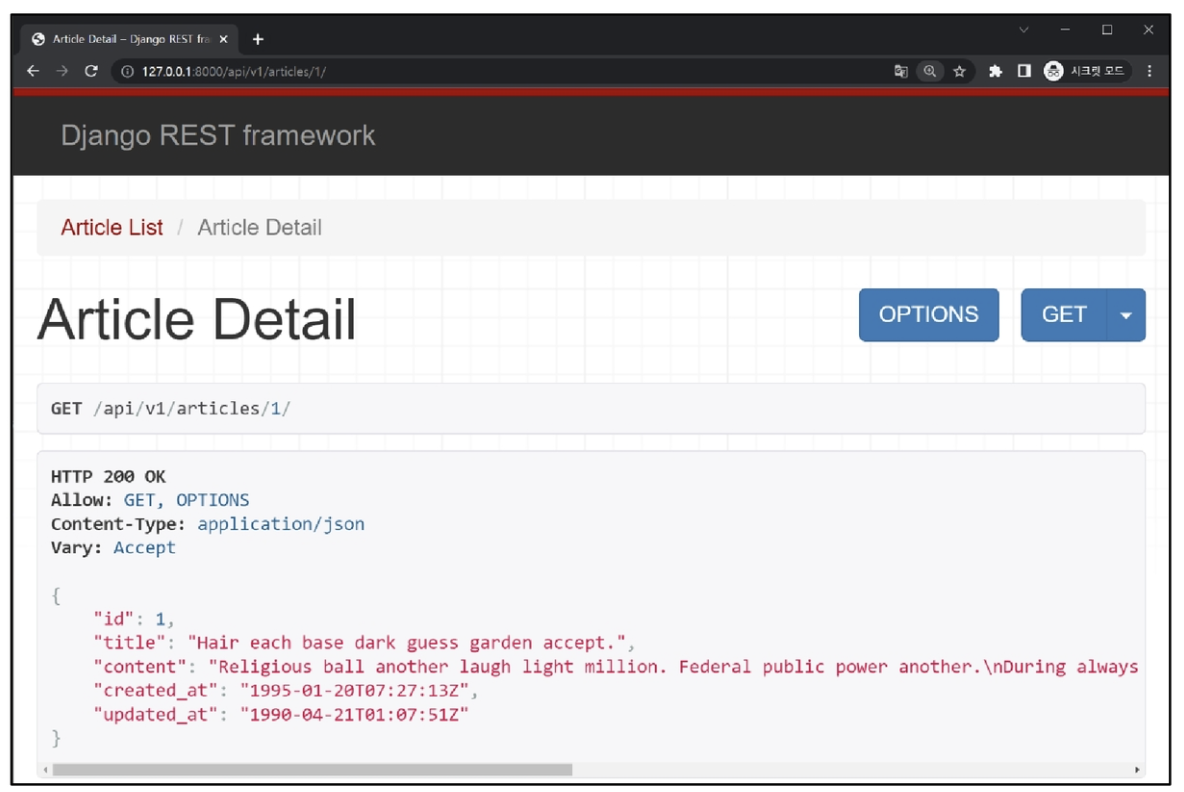 Article Detail – Django REST fra
127.0.0.1:8000/api/v1/articles/1/
시크릿 모드
Django REST framework
Article List / Article Detail
Article Detail
OPTIONS
GET
GET /api/v1/articles/1/
HTTP 200 OK
Allow: GET, OPTIONS
Content-Type: application/json
Vary: Accept
{
    "id": 1,
    "title": "Hair each base dark guess garden accept.",
    "content": "Religious ball another laugh light million. Federal public power another.\nDuring always
    "created_at": "1995-01-20T07:27:13Z",
    "updated_at": "1990-04-21T01:07:51Z"
}